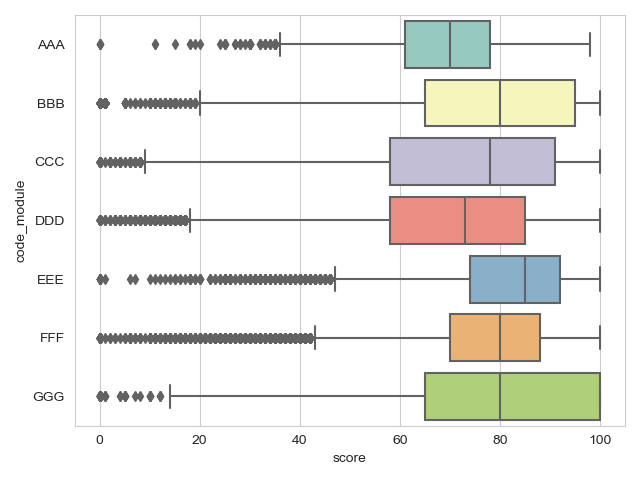 AAA
BBB
CCC
DDD
EEE
FFF
GGG
code_module
0 20 40 60 80 100
score